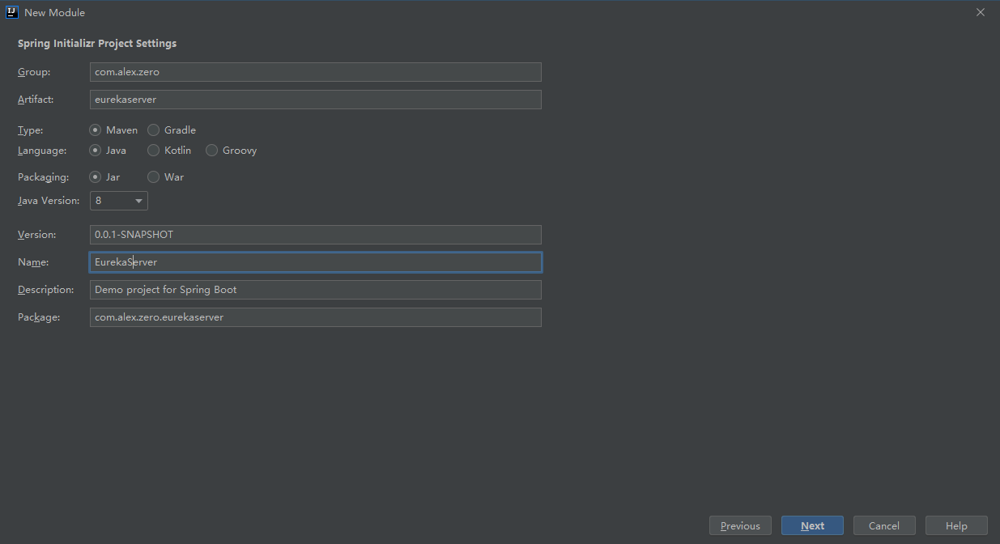 IJ New Module
Spring Initializr Project Settings
Group: com.alex.zero
Artifact: eurekaserver
Type: Maven Gradle
Language: Java Kotlin Groovy
Packaging: Jar War
Java Version: 8
Version: 0.0.1-SNAPSHOT
Name: EurekaServer
Description: Demo project for Spring Boot
Package: com.alex.zero.eurekaserver
Previous Next Cancel Help